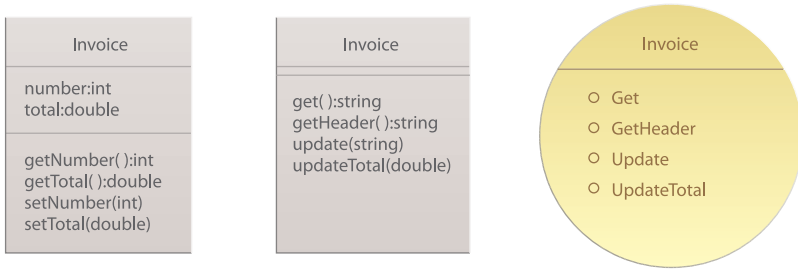 Invoice
number:int
total:double
getNumber( ):int
getTotal( ):double
setNumber(int)
setTotal(double)
Invoice
get( ):string
getHeader( ):string
update(string)
updateTotal(double)
Invoice
Get
GetHeader
Update
UpdateTotal